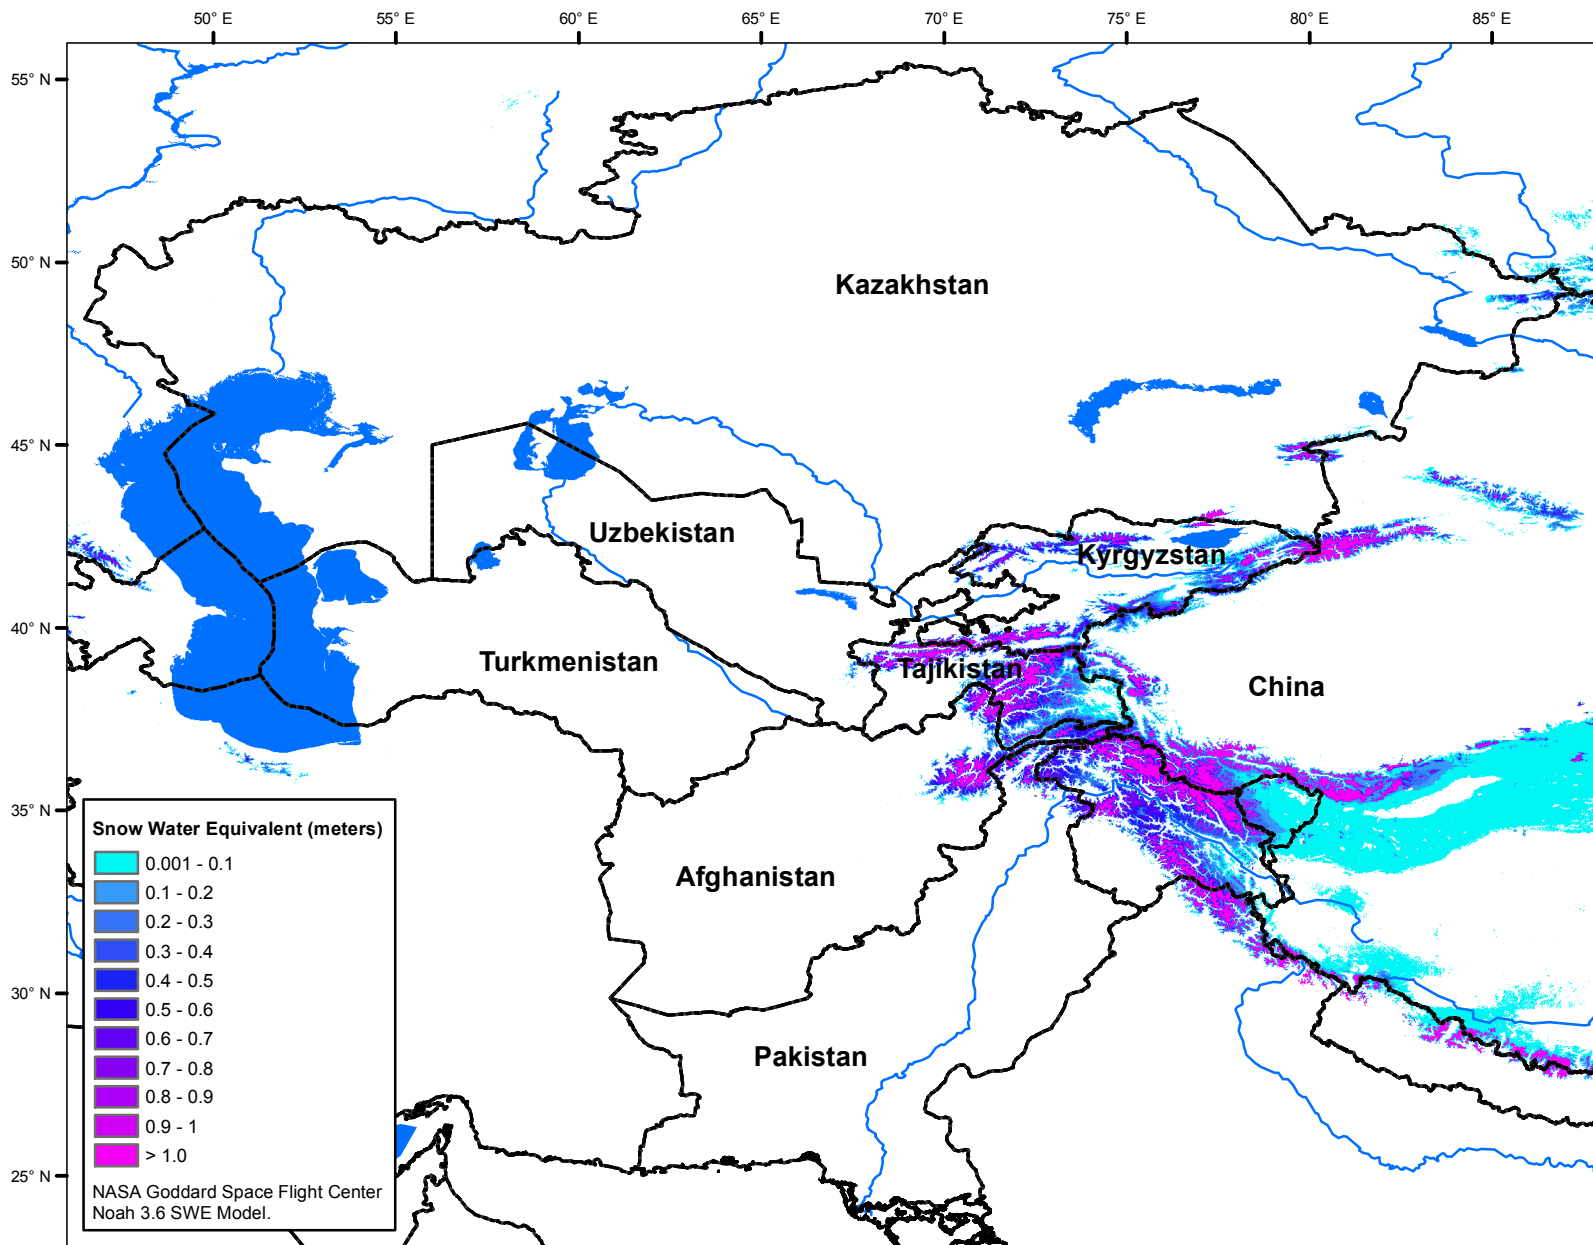 50° E 55° E 60° E 65° E 70° E 75° E 80° E 85° E
55° N
50° N
Kazakhstan
45° N
Uzbekistan
Kyrgyzstan
40° N
Turkmenistan
Tajikistan
China
35° N
Snow Water Equivalent (meters)
0.001 - 0.1
0.1 - 0.2
0.2 - 0.3
0.3 - 0.4
0.4 - 0.5
0.5 - 0.6
0.6 - 0.7
0.7 - 0.8
0.8 - 0.9
0.9 - 1
> 1.0
NASA Goddard Space Flight Center
Noah 3.6 SWE Model.
Afghanistan
30° N
Pakistan
25° N